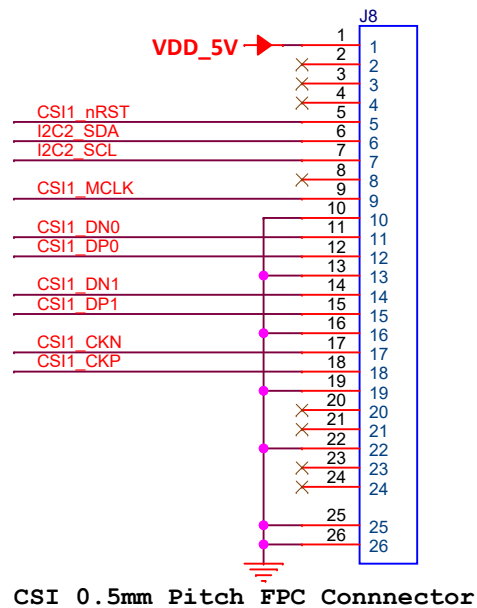 J8
VDD_5V 1 1
2 2
3 3
4 4
CSI1_nRST 5 5
I2C2_SDA 6 6
I2C2_SCL 7 7
8 8
CSI1_MCLK 9 9
10 10
CSI1_DN0 11 11
CSI1_DP0 12 12
13 13
CSI1_DN1 14 14
CSI1_DP1 15 15
16 16
CSI1_CKN 17 17
CSI1_CKP 18 18
19 19
20 20
21 21
22 22
23 23
24 24
25 25
26 26
CSI 0.5mm Pitch FPC Connnector